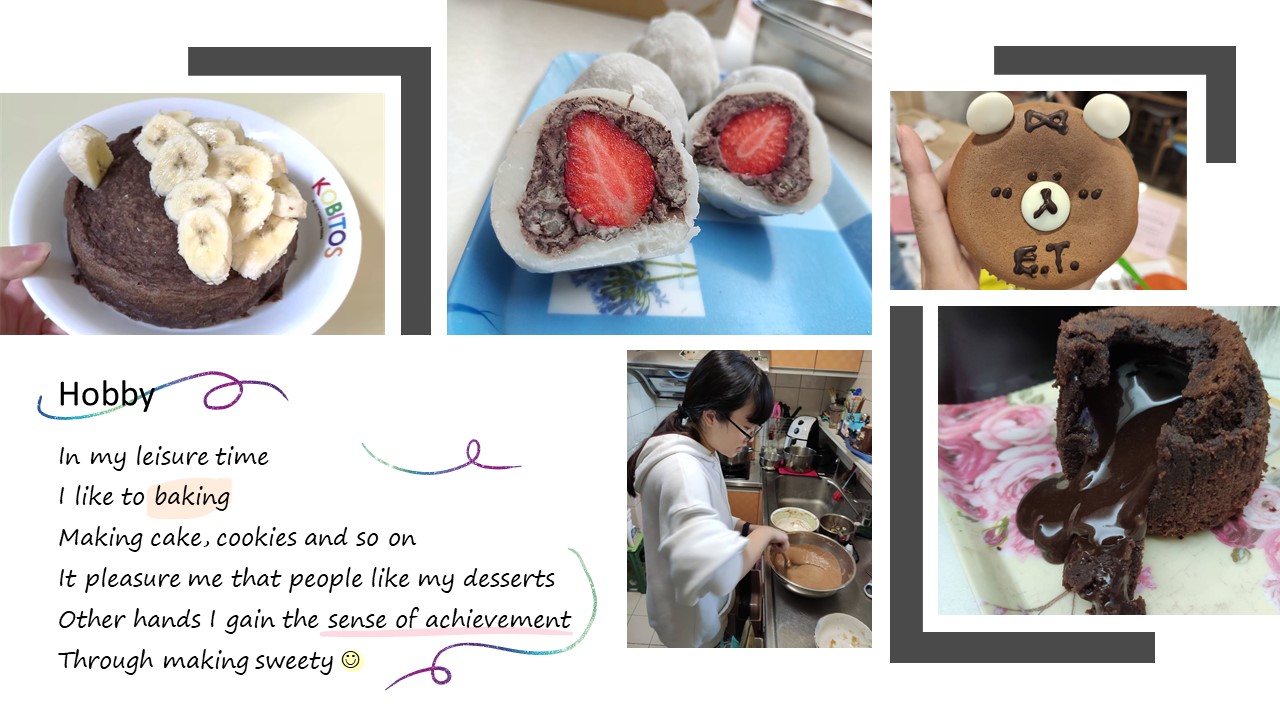 KOBITOS
E.T.
Hobby
In my leisure time
I like to baking
Making cake, cookies and so on
It pleasure me that people like my desserts
Other hands I gain the sense of achievement
Through making sweety ☺